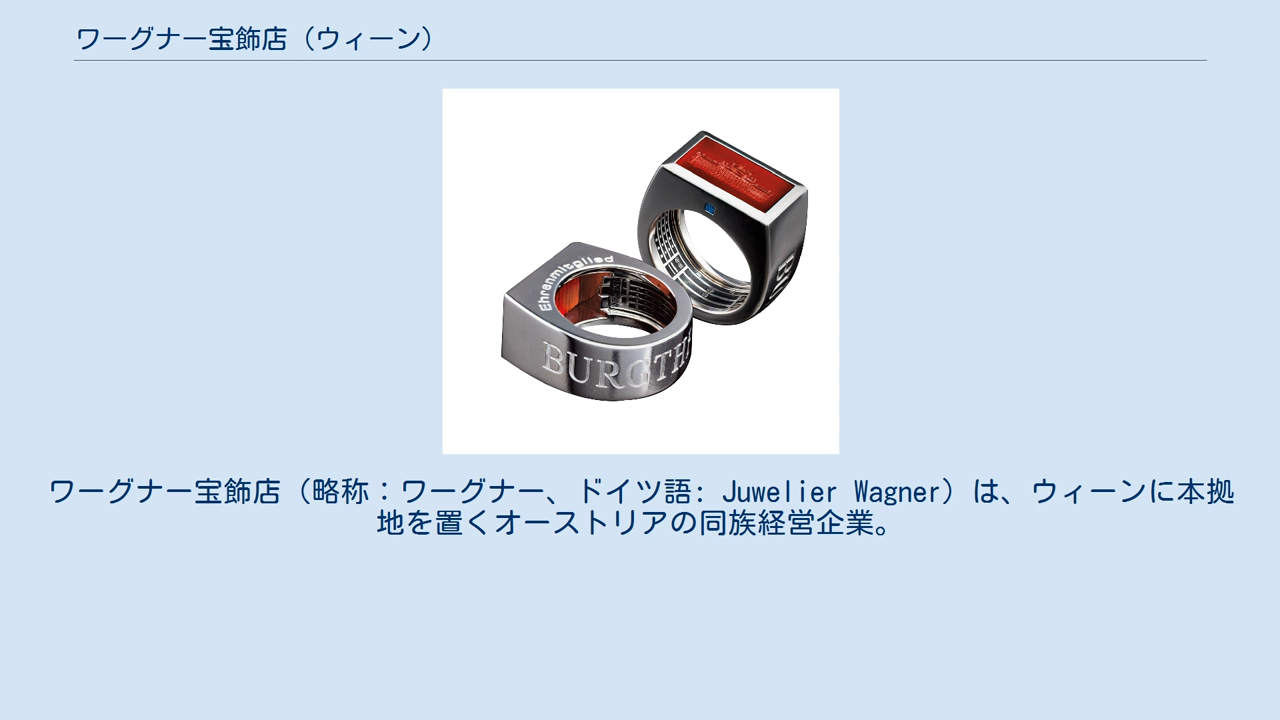 ワーグナー宝飾店（ウィーン）
Ehrenmitglied
BURGTH
ワーグナー宝飾店（略称：ワーグナー、ドイツ語: Juwelier Wagner）は、ウィーンに本拠
地を置くオーストリアの同族経営企業。